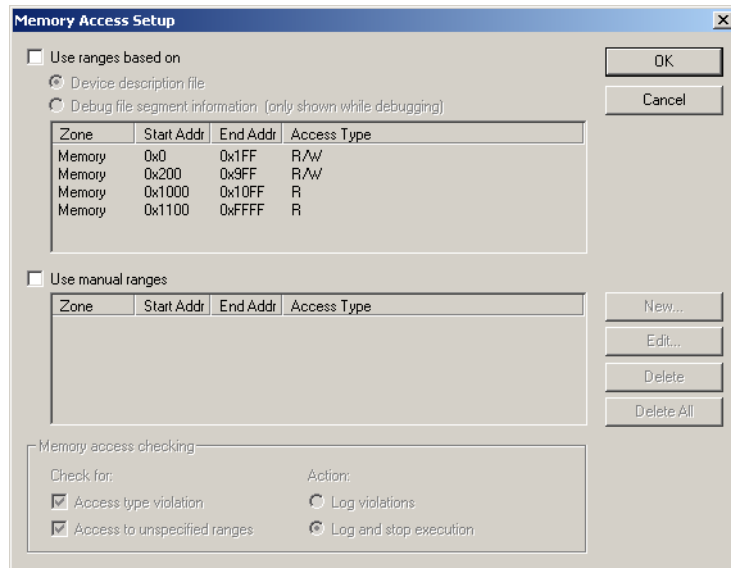 Memory Access Setup
Use ranges based on
OK
Device description file
Debug file segment information (only shown while debugging)
Cancel
Zone Start Addr End Addr Access Type
Memory 0x0 0x1FF R/W
Memory 0x200 0x9FF R/W
Memory 0x1000 0x10FF R
Memory 0x1100 0xFFFF R
Use manual ranges
Zone Start Addr End Addr Access Type
New...
Edit...
Delete
Delete All
Memory access checking
Check for: Action:
Access type violation Log violations
Access to unspecified ranges Log and stop execution